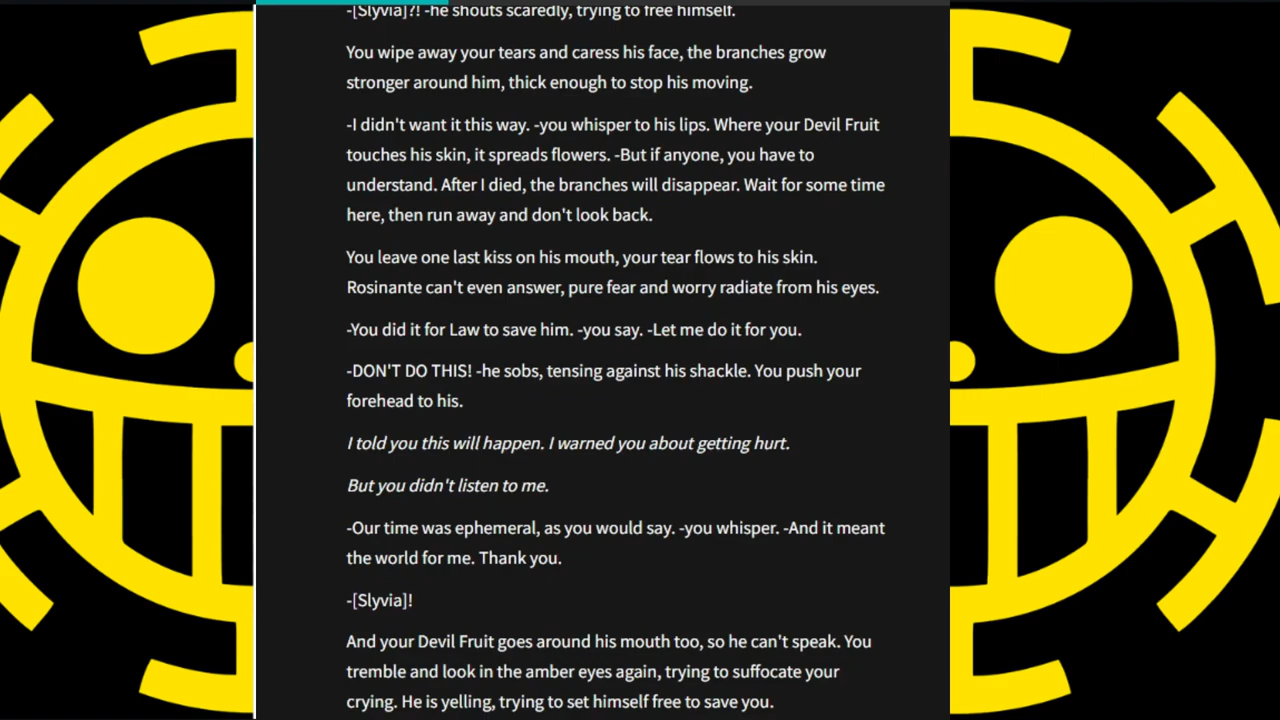 -[Slyvia]?! -he shouts scaredly, trying to free himself.
You wipe away your tears and caress his face, the branches grow
stronger around him, thick enough to stop his moving.
-I didn't want it this way. -you whisper to his lips. Where your Devil Fruit
touches his skin, it spreads flowers. -But if anyone, you have to
understand. After I died, the branches will disappear. Wait for some time
here, then run away and don't look back.
You leave one last kiss on his mouth, your tear flows to his skin.
Rosinante can't even answer, pure fear and worry radiate from his eyes.
-You did it for Law to save him. -you say. -Let me do it for you.
-DON'T DO THIS! -he sobs, tensing against his shackle. You push your
forehead to his.
I told you this will happen. I warned you about getting hurt.
But you didn't listen to me.
-Our time was ephemeral, as you would say. -you whisper. -And it meant
the world for me. Thank you.
-[Slyvia]!
And your Devil Fruit goes around his mouth too, so he can't speak. You
tremble and look in the amber eyes again, trying to suffocate your
crying. He is yelling, trying to set himself free to save you.